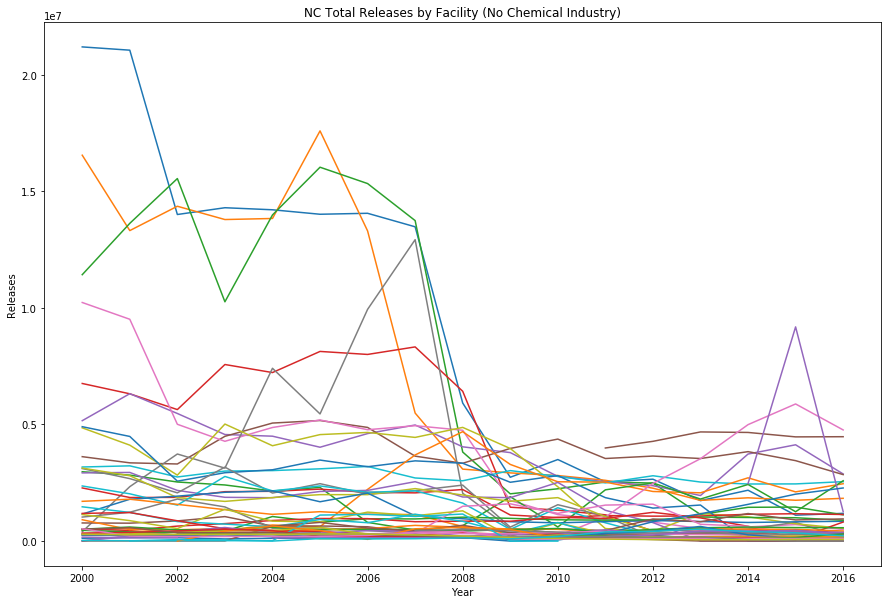 NC Total Releases by Facility (No Chemical Industry)
1e7
2.0
1.5
1.0
0.5
0.0
Releases
2000 2002 2004 2006 2008 2010 2012 2014 2016
Year